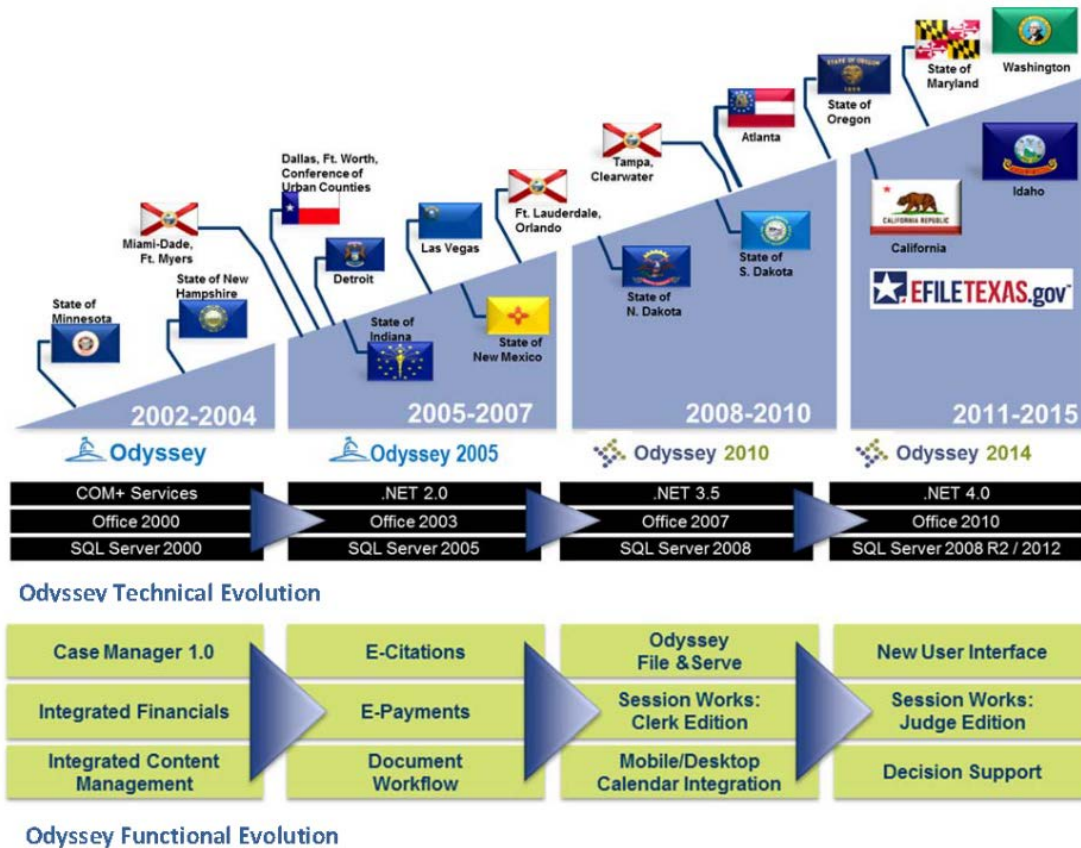 State of
Minnesota
Miami-Dade,
Ft. Myers
State of New
Hampshire
Dallas, Ft. Worth,
Conference of
Urban Counties
Detroit
State of
Indiana
Las Vegas
State of
New Mexico
Ft. Lauderdale,
Orlando
Tampa,
Clearwater
State of
N. Dakota
Atlanta
State of
S. Dakota
STATE OF OREGON
1859
State of
Oregon
State of
Maryland
Washington
CALIFORNIA REPUBLIC
California
Idaho
EFILETEXAS.gov™
2002-2004
2005-2007
2008-2010
2011-2015
Odyssey
Odyssey 2005
Odyssey 2010
Odyssey 2014
COM+ Services
.NET 2.0
.NET 3.5
.NET 4.0
Office 2000
Office 2003
Office 2007
Office 2010
SQL Server 2000
SQL Server 2005
SQL Server 2008
SQL Server 2008 R2 / 2012
Odyssey Technical Evolution
Case Manager 1.0
E-Citations
Odyssey
File &Serve
New User Interface
Integrated Financials
E-Payments
Session Works:
Clerk Edition
Session Works:
Judge Edition
Integrated Content
Management
Document
Workflow
Mobile/Desktop
Calendar Integration
Decision Support
Odyssey Functional Evolution